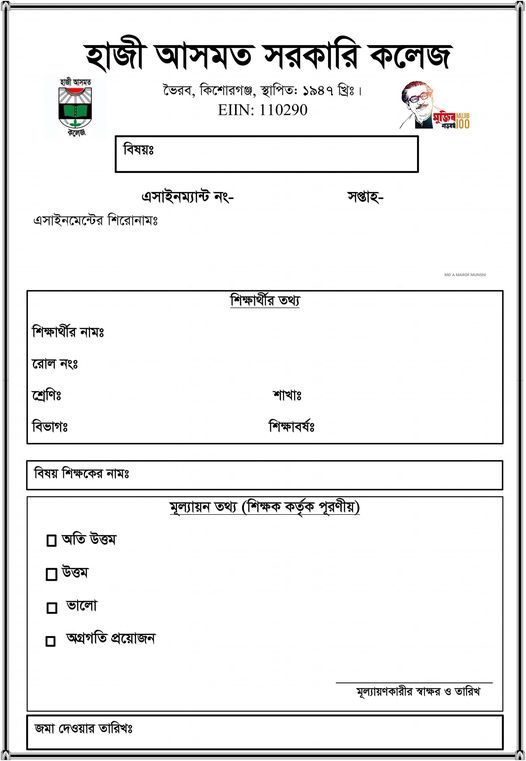 হাজী আসমত সরকারি কলেজ
হাজী আসমত
কলেজ
ভৈরব, কিশোরগঞ্জ, স্থাপিত: ১৯৪৭ খ্রিঃ।
EIIN: 110290
মুজিব MUJIB
শতবর্ষ 100
বিষয়ঃ
এসাইনম্যান্ট নং- সপ্তাহ-
এসাইনমেন্টের শিরোনামঃ
MD A MAROF MUNSHI
শিক্ষার্থীর তথ্য
শিক্ষার্থীর নামঃ
রোল নংঃ
শ্রেণিঃ শাখাঃ
বিভাগঃ শিক্ষাবর্ষঃ
বিষয় শিক্ষকের নামঃ
মূল্যায়ন তথ্য (শিক্ষক কর্তৃক পূরণীয়)
অতি উত্তম
উত্তম
ভালো
অগ্রগতি প্রয়োজন
মূল্যায়ণকারীর স্বাক্ষর ও তারিখ
জমা দেওয়ার তারিখঃ